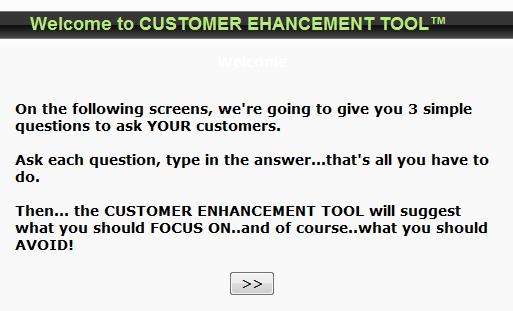 Welcome to CUSTOMER EHANCEMENT TOOL™
Welcome
On the following screens, we're going to give you 3 simple
questions to ask YOUR customers.
Ask each question, type in the answer...that's all you have to
do.
Then... the CUSTOMER ENHANCEMENT TOOL will suggest
what you should FOCUS ON..and of course..what you should
AVOID!
>>